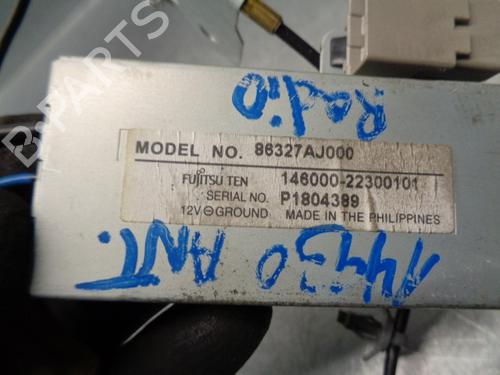 B-PARTS
Radio
MODEL NO. 86327AJ000
FUJITSU TEN 146000-22300101
SERIAL NO. P1804389
12V⊖GROUND MADE IN THE PHILIPPINES
14430 ANT.